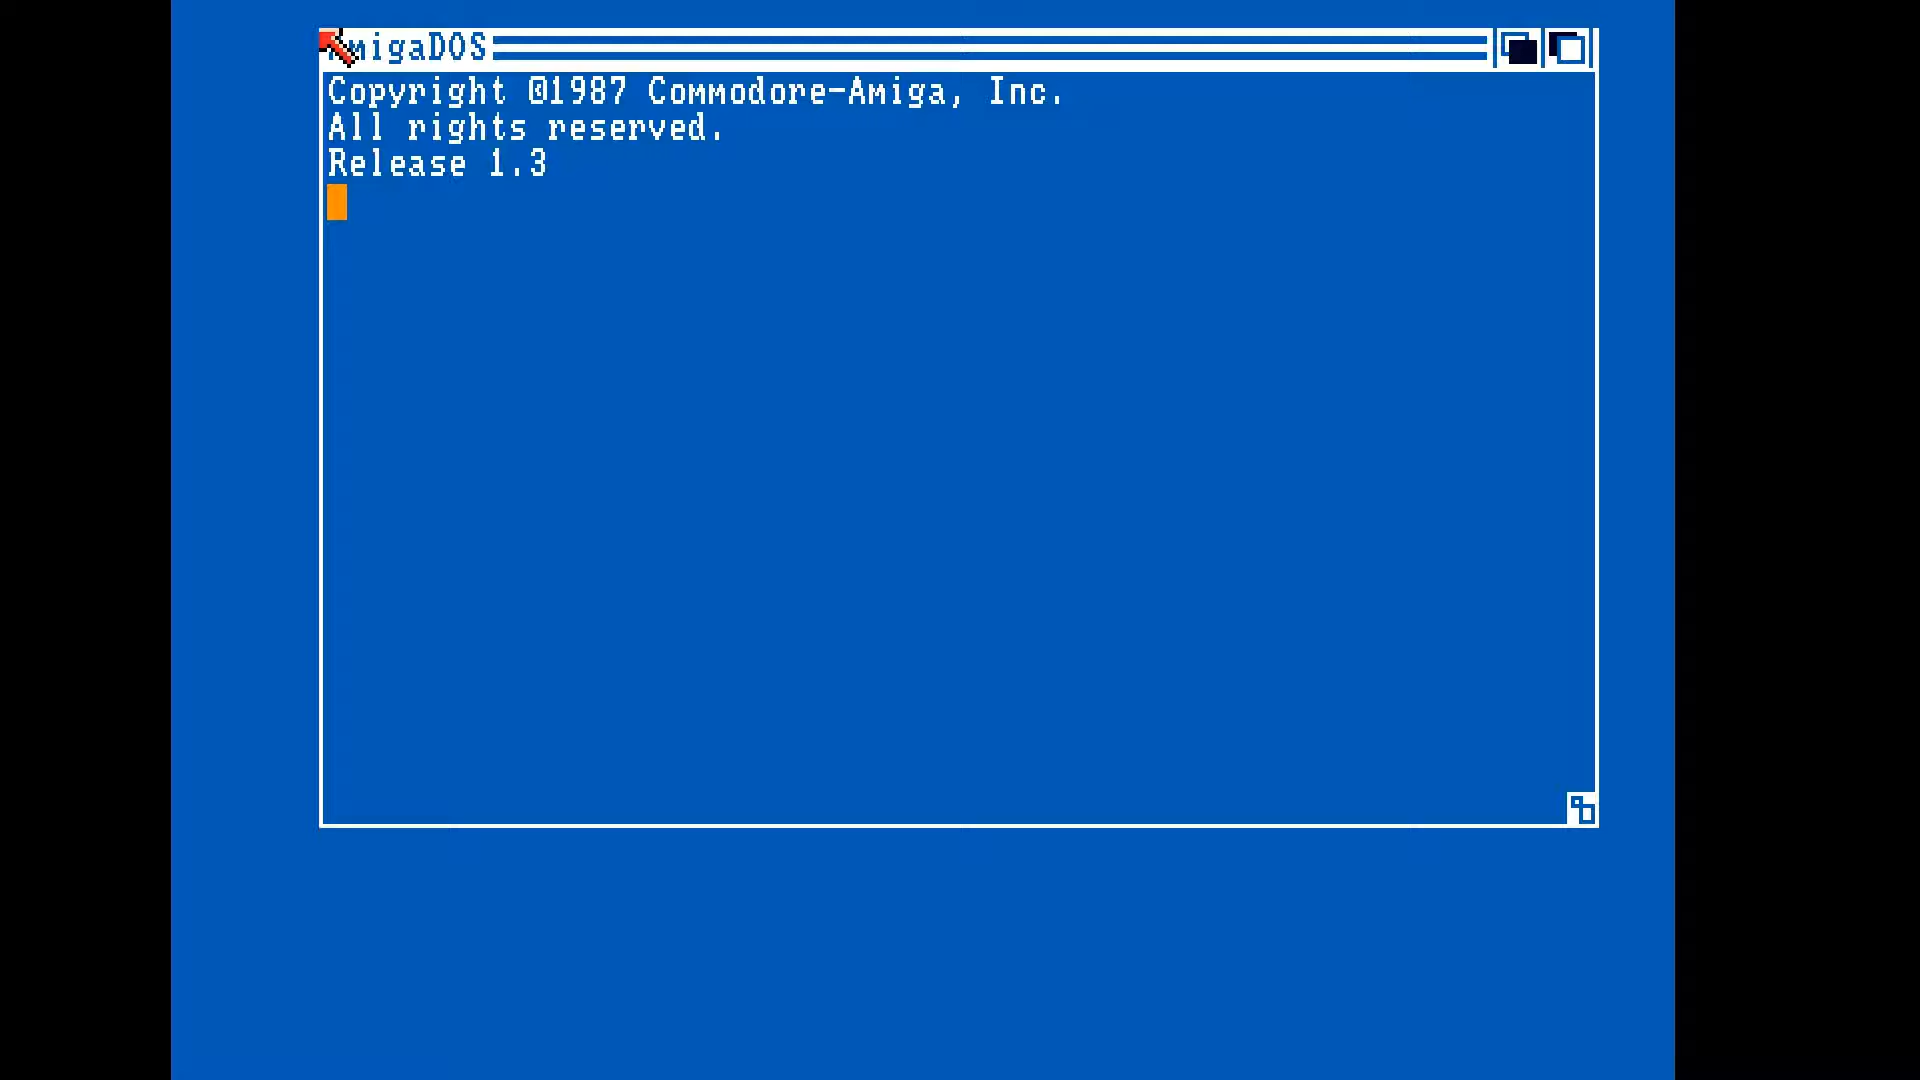 AmigaDOS
Copyright ©1987 Commodore-Amiga, Inc.
All rights reserved.
Release 1.3